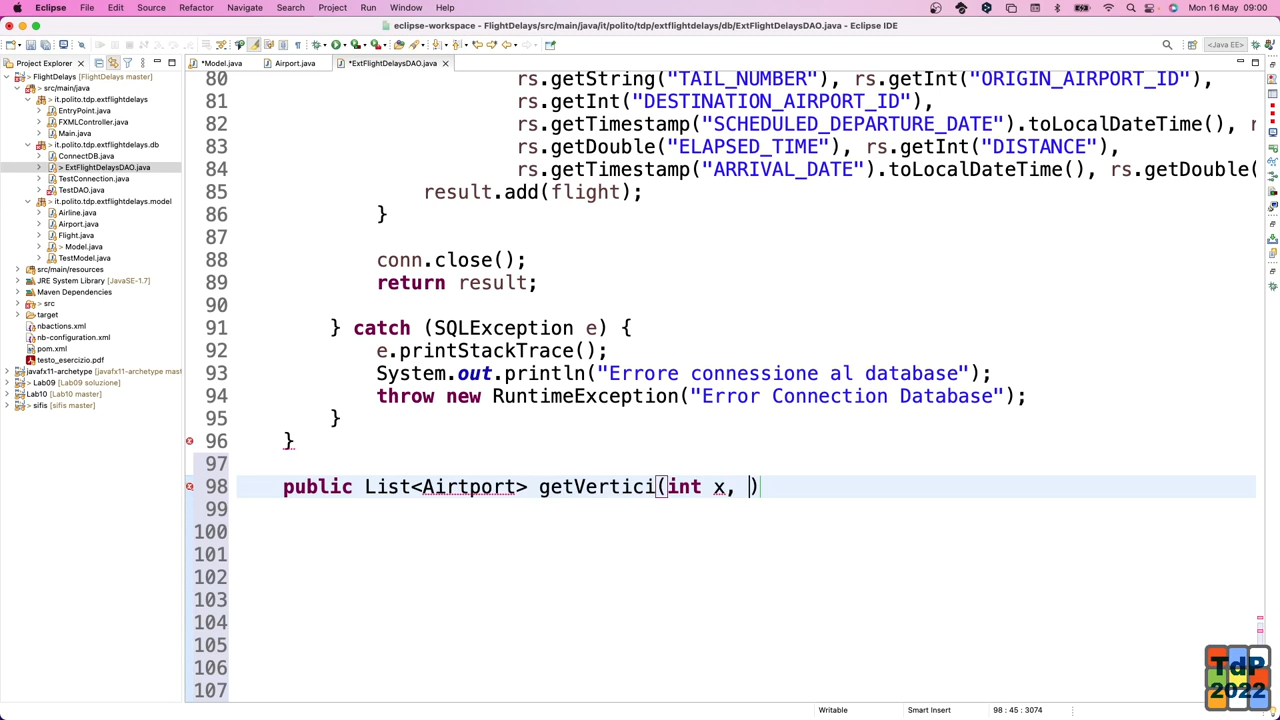 Eclipse File Edit Source Refactor Navigate Search Project Run Window Help Mon 16 May 09:00
eclipse-workspace - FlightDelays/src/main/java/it/polito/tdp/extflightdelays/db/ExtFlightDelaysDAO.java - Eclipse IDE
<Java EE>
Project Explorer
*Model.java Airport.java *ExtFlightDelaysDAO.java
FlightDelays [FlightDelays master]
src/main/java
it.polito.tdp.extflightdelays
EntryPoint.java
FXMLController.java
Main.java
it.polito.tdp.extflightdelays.db
ConnectDB.java
> ExtFlightDelaysDAO.java
TestConnection.java
TestDAO.java
it.polito.tdp.extflightdelays.model
Airline.java
Airport.java
Flight.java
> Model.java
TestModel.java
src/main/resources
JRE System Library [JavaSE-1.7]
Maven Dependencies
> src
target
nbactions.xml
nb-configuration.xml
pom.xml
testo_esercizio.pdf
javafx11-archetype [javafx11-archetype mast
> Lab09 [Lab09 soluzione]
Lab10 [Lab10 master]
> sifis [sifis master]
80 rs.getString("TAIL_NUMBER"), rs.getInt("ORIGIN_AIRPORT_ID"),
81 rs.getInt("DESTINATION_AIRPORT_ID"),
82 rs.getTimestamp("SCHEDULED_DEPARTURE_DATE").toLocalDateTime(), r
83 rs.getDouble("ELAPSED_TIME"), rs.getInt("DISTANCE"),
84 rs.getTimestamp("ARRIVAL_DATE").toLocalDateTime(), rs.getDouble(
85 result.add(flight);
86 }
87
88 conn.close();
89 return result;
90
91 } catch (SQLException e) {
92 e.printStackTrace();
93 System.out.println("Errore connessione al database");
94 throw new RuntimeException("Error Connection Database");
95 }
96 }
97
98 public List<Airtport> getVertici(int x, )
99
100
101
102
103
104
105
106
107
TdP
2022
Writable Smart Insert 98 : 45 : 3074